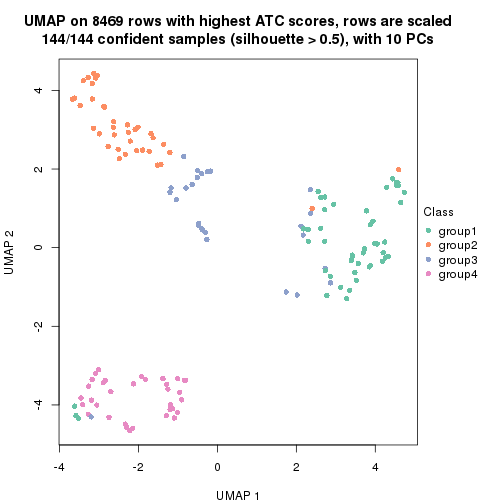 UMAP on 8469 rows with highest ATC scores, rows are scaled
144/144 confident samples (silhouette > 0.5), with 10 PCs
4
2
0
-2
-4
UMAP 2
-4
-2
0
2
4
UMAP 1
Class
group1
group2
group3
group4